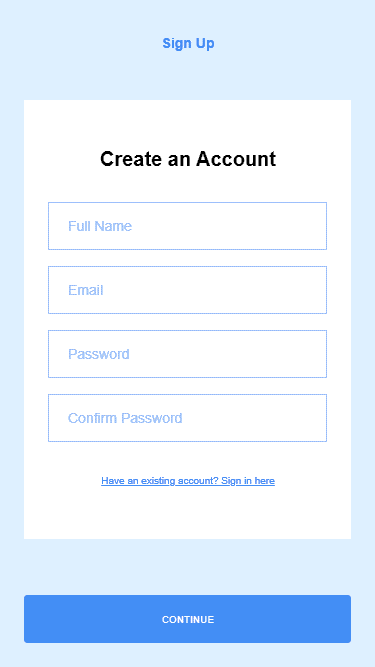 Sign Up
Create an Account
Full Name
Email
Password
Confirm Password
Have an existing account? Sign in here
CONTINUE